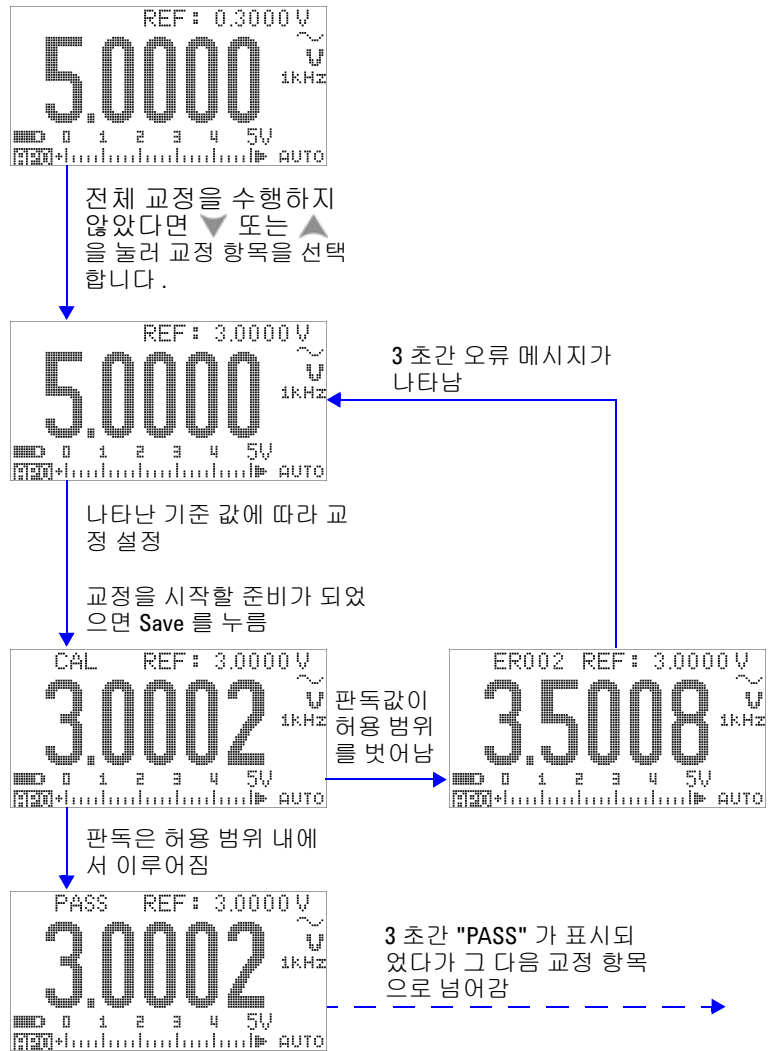 REF: 0.3000 V
5.0000 V
1kHz
0 1 2 3 4 5V
APO AUTO
전체 교정을 수행하지
않았다면 ▼ 또는 ▲
을 눌러 교정 항목을 선택
합니다 .
REF: 3.0000 V
5.0000 V
1kHz
0 1 2 3 4 5V
APO AUTO
3 초간 오류 메시지가
나타남
나타난 기준 값에 따라 교
정 설정
교정을 시작할 준비가 되었
으면 Save 를 누름
CAL REF: 3.0000 V
3.0002 V
1kHz
0 1 2 3 4 5V
APO AUTO
판독값이
허용 범위
를 벗어남
ER002 REF: 3.0000 V
3.5008 V
1kHz
0 1 2 3 4 5V
APO AUTO
판독은 허용 범위 내에
서 이루어짐
PASS REF: 3.0000 V
3.0002 V
1kHz
0 1 2 3 4 5V
APO AUTO
3 초간 "PASS" 가 표시되
었다가 그 다음 교정 항목
으로 넘어감